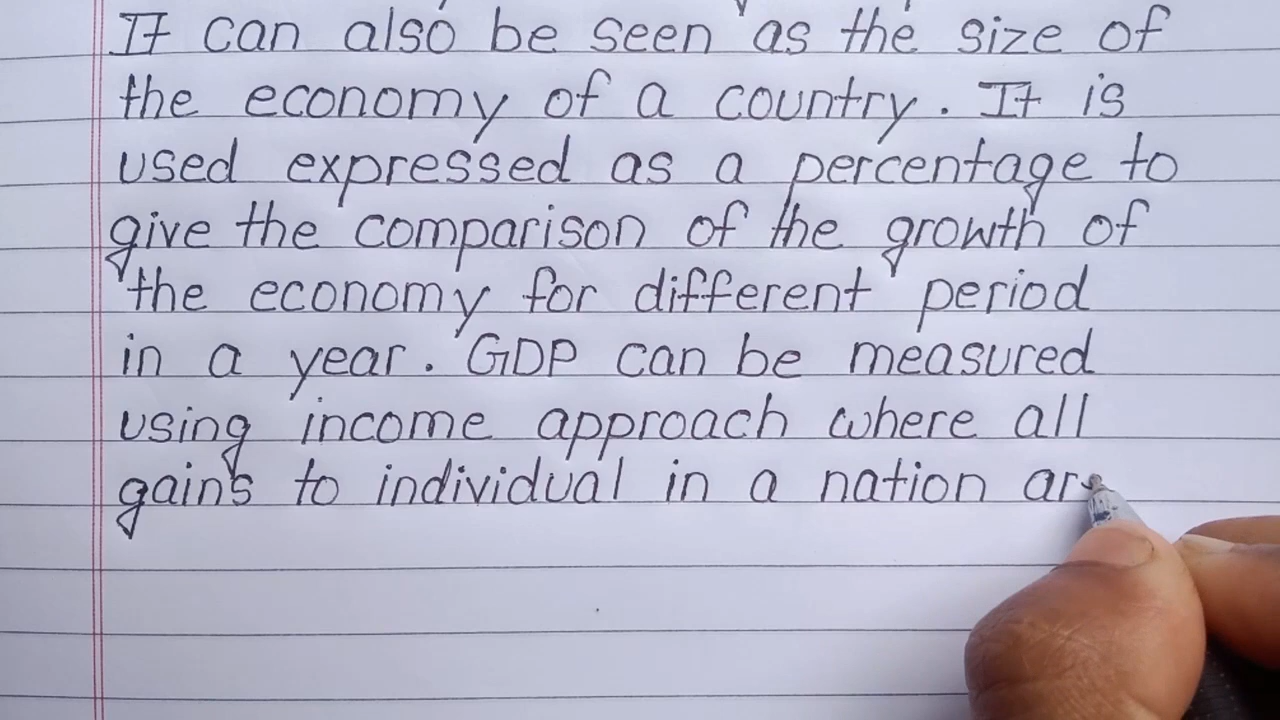 It can also be seen as the size of
the economy of a country. It is
used expressed as a percentage to
give the comparison of the growth of
the economy for different period
in a year. GDP can be measured
using income approach where all
gains to individual in a nation ar